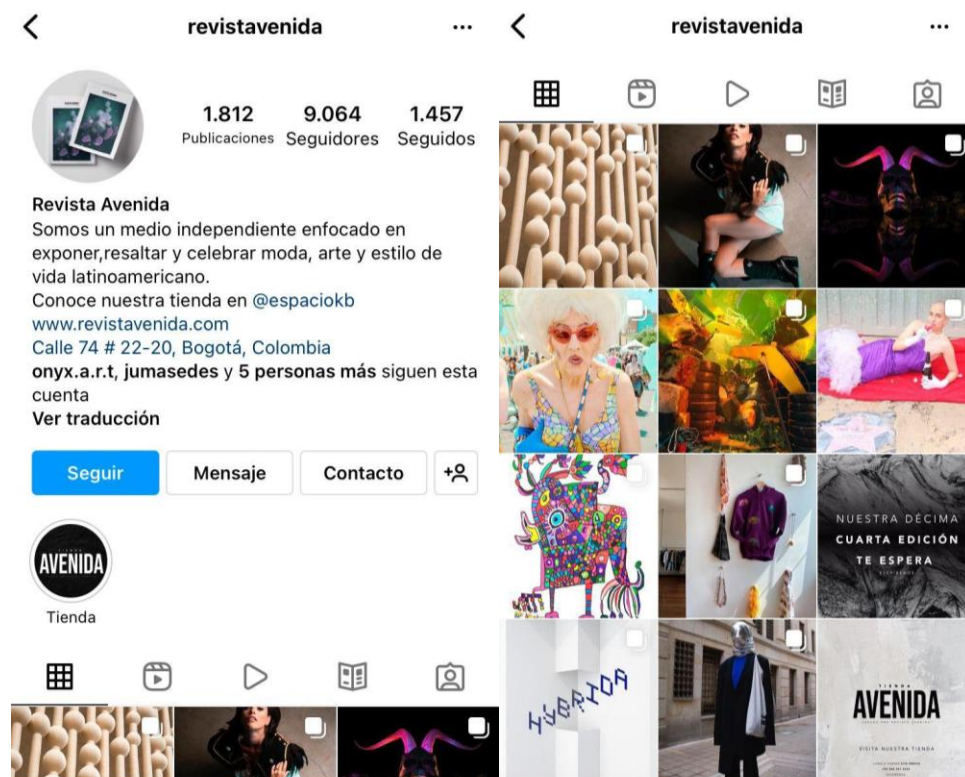 revistavenida
1.812
9.064
1.457
Publicaciones
Seguidores
Seguidos
Revista Avenida
Somos un medio independiente enfocado en
exponer,resaltar y celebrar moda, arte y estilo de
vida latinoamericano.
Conoce nuestra tienda en @espaciokb
www.revistavenida.com
Calle 74 # 22-20, Bogotá, Colombia
onyx.a.r.t, jumasedes y 5 personas más siguen esta
cuenta
Ver traducción
Seguir
Mensaje
Contacto
TIENDA
AVENIDA
Tienda
revistavenida
NUESTRA DÉCIMA
CUARTA EDICIÓN
TE ESPERA
HYBRIDA
TIENDA
AVENIDA
VISITA NUESTRA TIENDA